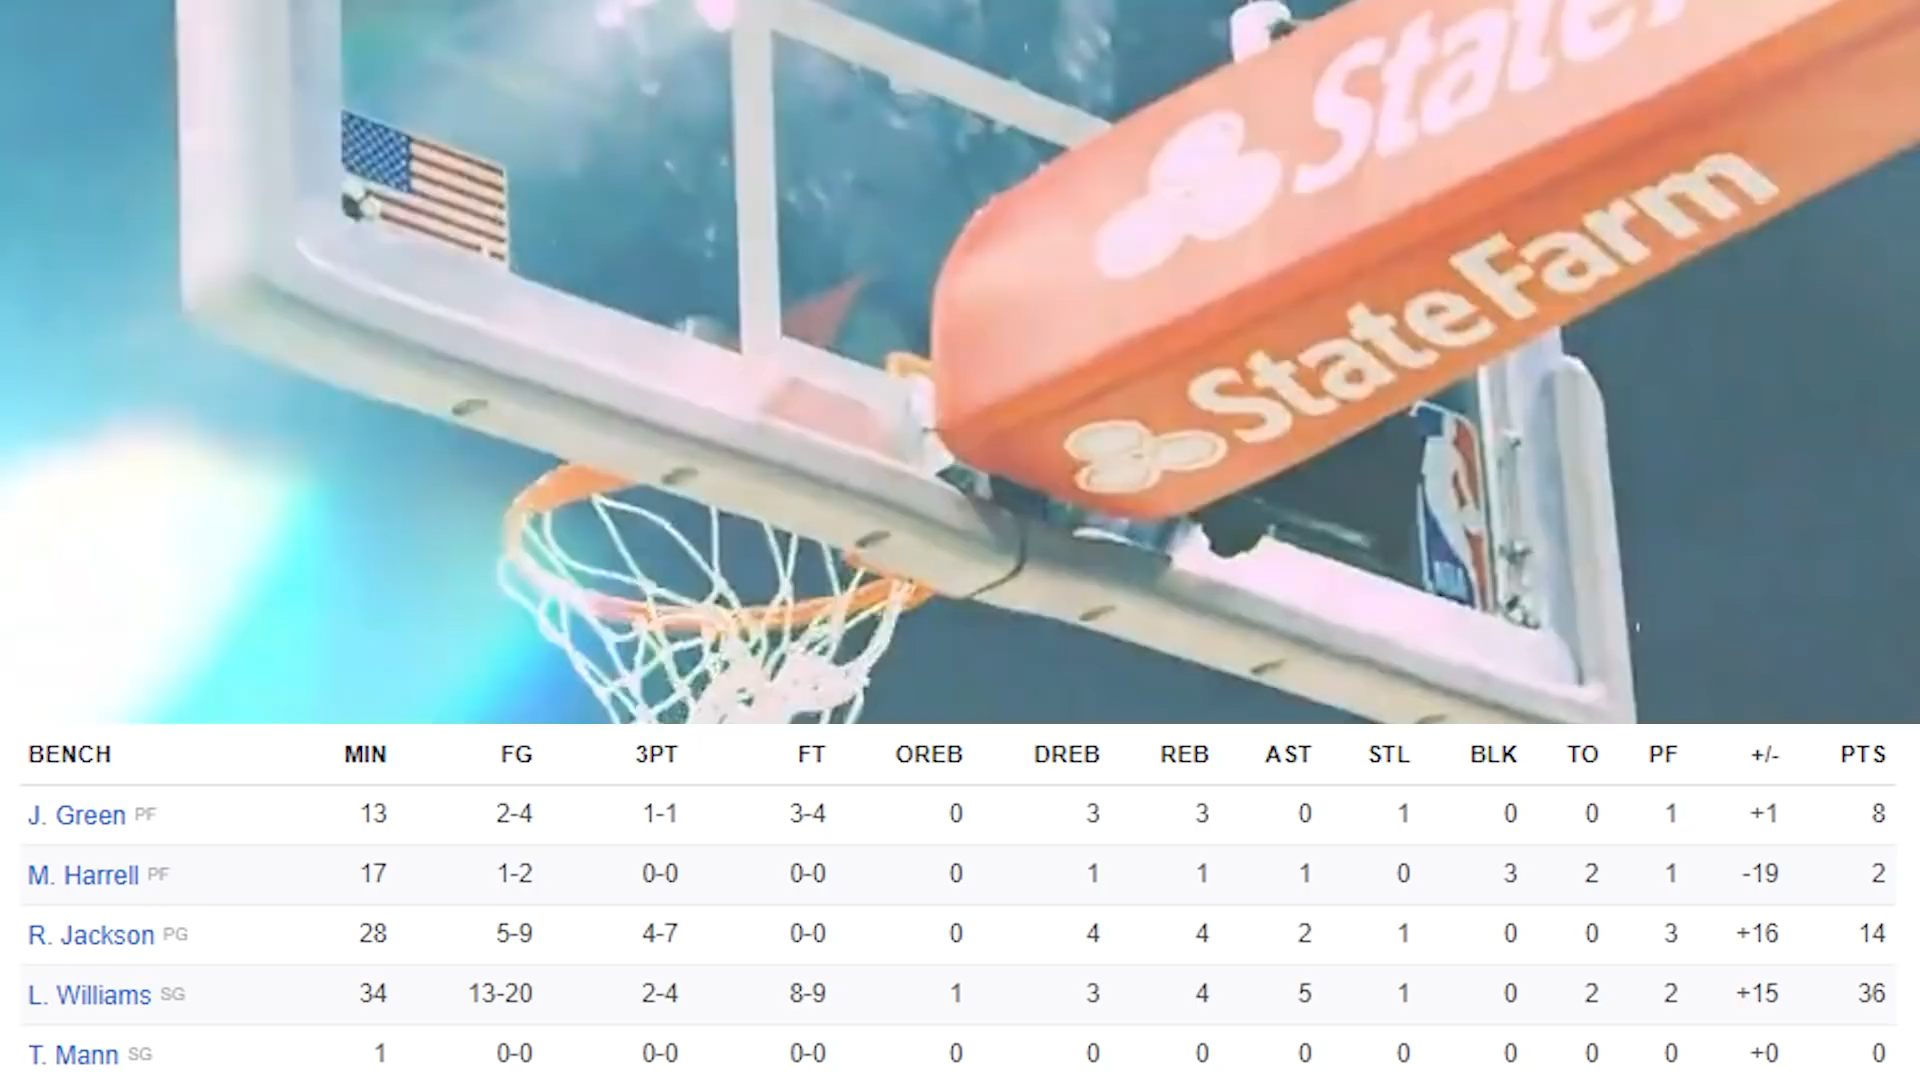 State
StateFarm
BENCH MIN FG 3PT FT OREB DREB REB AST STL BLK TO PF +/- PTS
J. Green PF 13 2-4 1-1 3-4 0 3 3 0 1 0 0 1 +1 8
M. Harrell PF 17 1-2 0-0 0-0 0 1 1 1 0 3 2 1 -19 2
R. Jackson PG 28 5-9 4-7 0-0 0 4 4 2 1 0 0 3 +16 14
L. Williams SG 34 13-20 2-4 8-9 1 3 4 5 1 0 2 2 +15 36
T. Mann SG 1 0-0 0-0 0-0 0 0 0 0 0 0 0 0 +0 0